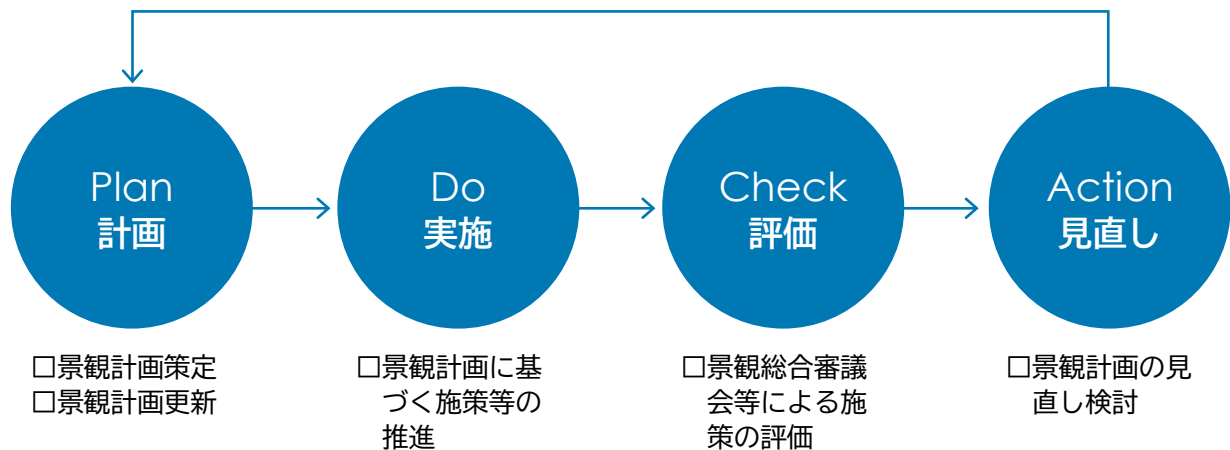 Plan
計画
Do
実施
Check
評価
Action
見直し
□景観計画策定
□景観計画更新
□景観計画に基
づく施策等の
推進
□景観総合審議
会等による施
策の評価
□景観計画の見
直し検討